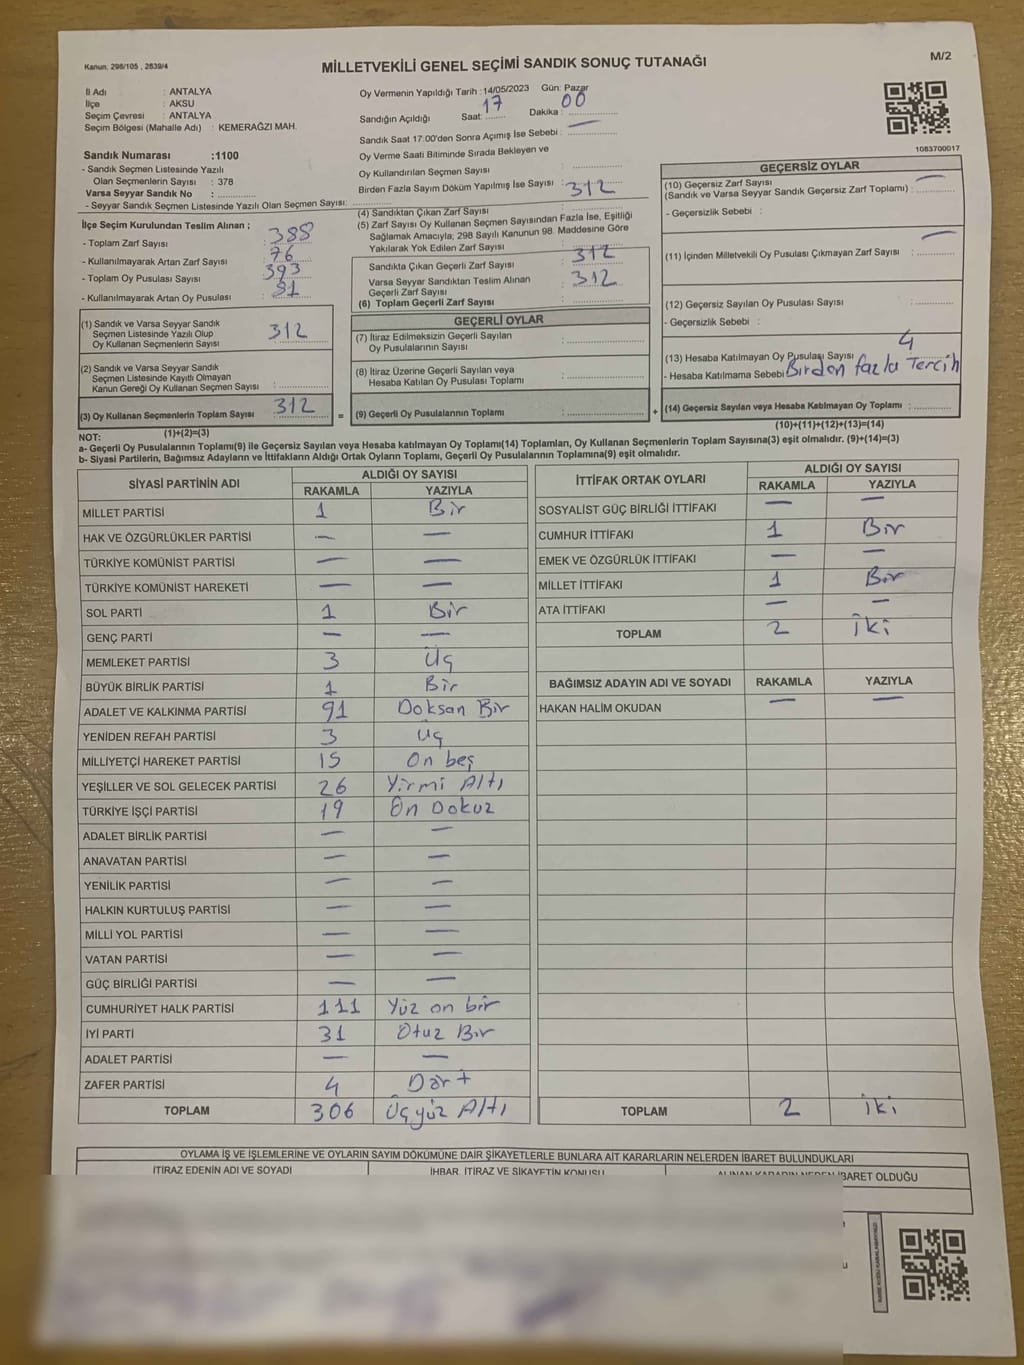 Kanun. 298/105 , 2839/4
MİLLETVEKİLİ GENEL SEÇİMİ SANDIK SONUÇ TUTANAĞI
M/2
İl Adı : ANTALYA
İlçe : AKSU
Seçim Çevresi : ANTALYA
Seçim Bölgesi (Mahalle Adı) : KEMERAĞZI MAH.
Sandık Numarası :1100
- Sandık Seçmen Listesinde Yazılı
Olan Seçmenlerin Sayısı : 378
Varsa Seyyar Sandık No :
- Seyyar Sandık Seçmen Listesinde Yazılı Olan Seçmen Sayısı:
Oy Vermenin Yapıldığı Tarih :14/05/2023 Gün: Pazar
Sandığın Açıldığı Saat: 17 Dakika : 00
Sandık Saat 17:00'den Sonra Açımış İse Sebebi : —
Oy Verme Saati Bitiminde Sırada Bekleyen ve
Oy Kullandırılan Seçmen Sayısı :
Birden Fazla Sayım Döküm Yapılmış İse Sayısı :
1083700017
İlçe Seçim Kurulundan Teslim Alınan ;
- Toplam Zarf Sayısı : 388
- Kullanılmayarak Artan Zarf Sayısı : 76
- Toplam Oy Pusulası Sayısı : 393
- Kullanılmayarak Artan Oy Pusulası : 81
(1) Sandık ve Varsa Seyyar Sandık
Seçmen Listesinde Yazılı Olup
Oy Kullanan Seçmenlerin Sayısı : 312
(2) Sandık ve Varsa Seyyar Sandık
Seçmen Listesinde Kayıtlı Olmayan
Kanun Gereği Oy Kullanan Seçmen Sayısı :
(3) Oy Kullanan Seçmenlerin Toplam Sayısı : 312
(1)+(2)=(3)
(4) Sandıktan Çıkan Zarf Sayısı : 312
(5) Zarf Sayısı Oy Kullanan Seçmen Sayısından Fazla İse, Eşitliği
Sağlamak Amacıyla, 298 Sayılı Kanunun 98. Maddesine Göre
Yakılarak Yok Edilen Zarf Sayısı :
Sandıkta Çıkan Geçerli Zarf Sayısı : 312
Varsa Seyyar Sandıktan Teslim Alınan
Geçerli Zarf Sayısı :
(6) Toplam Geçerli Zarf Sayısı : 312
GEÇERLİ OYLAR
(7) İtiraz Edilmeksizin Geçerli Sayılan
Oy Pusulalarının Sayısı :
(8) İtiraz Üzerine Geçerli Sayılan veya
Hesaba Katılan Oy Pusulası Toplamı :
= (9) Geçerli Oy Pusulalarının Toplamı :
GEÇERSİZ OYLAR
(10) Geçersiz Zarf Sayısı
(Sandık ve Varsa Seyyar Sandık Geçersiz Zarf Toplamı) : —
- Geçersizlik Sebebi :
(11) İçinden Milletvekili Oy Pusulası Çıkmayan Zarf Sayısı : —
(12) Geçersiz Sayılan Oy Pusulası Sayısı :
- Geçersizlik Sebebi :
(13) Hesaba Katılmayan Oy Pusulası Sayısı : 4
- Hesaba Katılmama Sebebi : Birden fazla Tercih
+ (14) Geçersiz Sayılan veya Hesaba Katılmayan Oy Toplamı :
(10)+(11)+(12)+(13)=(14)
NOT:
a- Geçerli Oy Pusulalarının Toplamı(9) ile Geçersiz Sayılan veya Hesaba katılmayan Oy Toplamı(14) Toplamları, Oy Kullanan Seçmenlerin Toplam Sayısına(3) eşit olmalıdır. (9)+(14)=(3)
b- Siyasi Partilerin, Bağımsız Adayların ve İttifakların Aldığı Ortak Oyların Toplamı, Geçerli Oy Pusulalarının Toplamına(9) eşit olmalıdır.
SİYASİ PARTİNİN ADI ALDIĞI OY SAYISI
RAKAMLA YAZIYLA
MİLLET PARTİSİ 1 Bir
HAK VE ÖZGÜRLÜKLER PARTİSİ — —
TÜRKİYE KOMÜNİST PARTİSİ — —
TÜRKİYE KOMÜNİST HAREKETİ — —
SOL PARTİ 1 Bir
GENÇ PARTİ — —
MEMLEKET PARTİSİ 3 Üç
BÜYÜK BİRLİK PARTİSİ 1 Bir
ADALET VE KALKINMA PARTİSİ 91 Doksan Bir
YENİDEN REFAH PARTİSİ 3 Üç
MİLLİYETÇİ HAREKET PARTİSİ 15 On beş
YEŞİLLER VE SOL GELECEK PARTİSİ 26 Yirmi Altı
TÜRKİYE İŞÇİ PARTİSİ 19 On Dokuz
ADALET BİRLİK PARTİSİ — —
ANAVATAN PARTİSİ — —
YENİLİK PARTİSİ — —
HALKIN KURTULUŞ PARTİSİ — —
MİLLİ YOL PARTİSİ — —
VATAN PARTİSİ — —
GÜÇ BİRLİĞİ PARTİSİ — —
CUMHURİYET HALK PARTİSİ 111 Yüz on bir
İYİ PARTİ 31 Otuz Bir
ADALET PARTİSİ — —
ZAFER PARTİSİ 4 Dört
TOPLAM 306 Üçyüz Altı
İTTİFAK ORTAK OYLARI ALDIĞI OY SAYISI
RAKAMLA YAZIYLA
SOSYALİST GÜÇ BİRLİĞİ İTTİFAKI — —
CUMHUR İTTİFAKI 1 Bir
EMEK VE ÖZGÜRLÜK İTTİFAKI — —
MİLLET İTTİFAKI 1 Bir
ATA İTTİFAKI — —
TOPLAM 2 İki
BAĞIMSIZ ADAYIN ADI VE SOYADI RAKAMLA YAZIYLA
HAKAN HALİM OKUDAN — —
TOPLAM 2 İki
OYLAMA İŞ VE İŞLEMLERİNE VE OYLARIN SAYIM DÖKÜMÜNE DAİR ŞİKAYETLERLE BUNLARA AİT KARARLARIN NELERDEN İBARET BULUNDUKLARI
İTİRAZ EDENİN ADI VE SOYADI İHBAR, İTİRAZ VE ŞİKAYETİN KONUSU ALINAN KARARIN NEDEN İBARET OLDUĞU